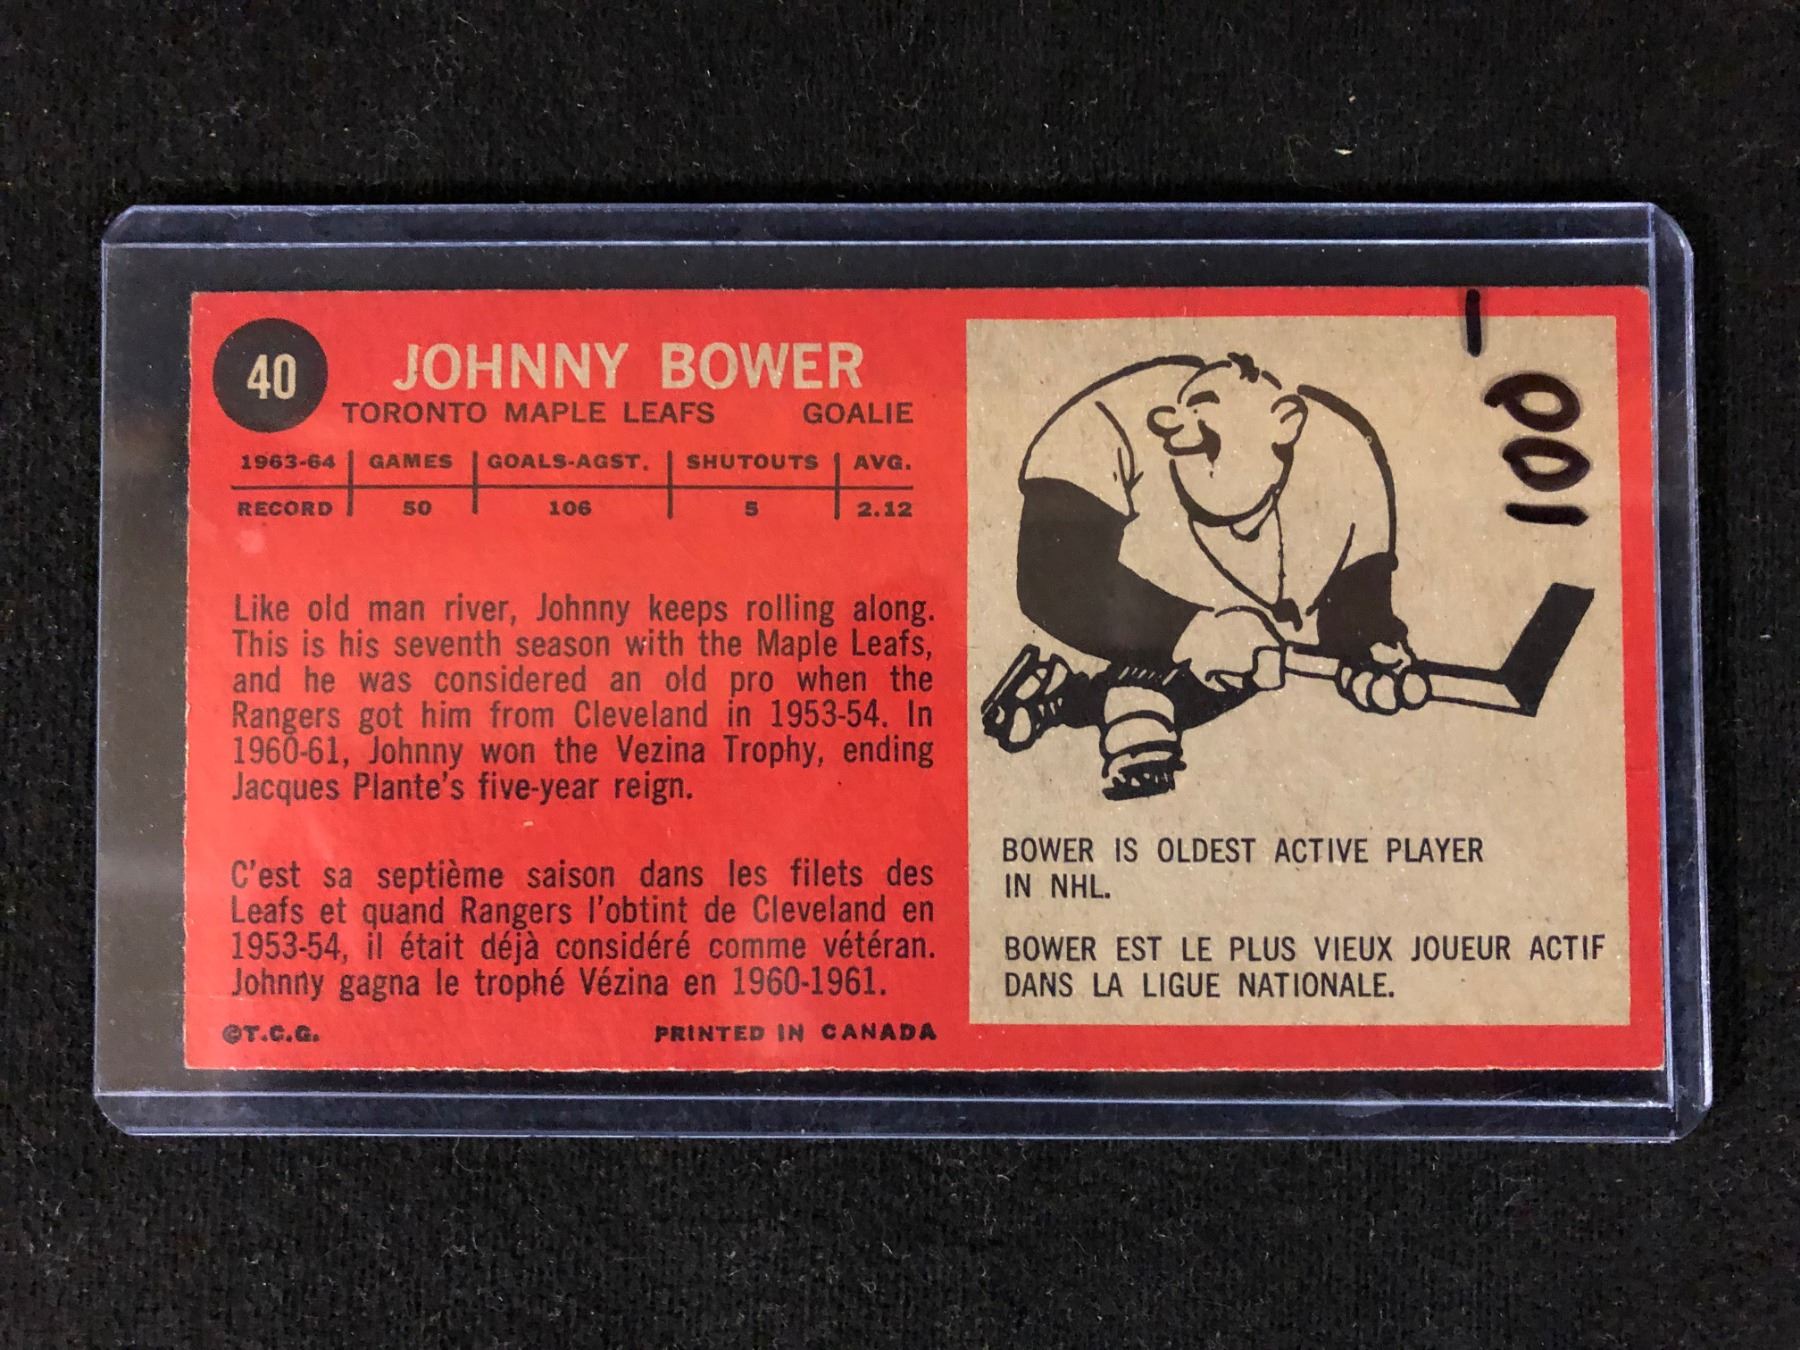 40
JOHNNY BOWER
TORONTO MAPLE LEAFS GOALIE
1963-64 GAMES GOALS-AGST. SHUTOUTS AVG.
RECORD 50 106 5 2.12
Like old man river, Johnny keeps rolling along.
This is his seventh season with the Maple Leafs,
and he was considered an old pro when the
Rangers got him from Cleveland in 1953-54. In
1960-61, Johnny won the Vezina Trophy, ending
Jacques Plante's five-year reign.
C'est sa septième saison dans les filets des
Leafs et quand Rangers l'obtint de Cleveland en
1953-54, il était déjà considéré comme vétéran.
Johnny gagna le trophé Vézina en 1960-1961.
©T.C.G. PRINTED IN CANADA
100 -
BOWER IS OLDEST ACTIVE PLAYER
IN NHL.
BOWER EST LE PLUS VIEUX JOUEUR ACTIF
DANS LA LIGUE NATIONALE.